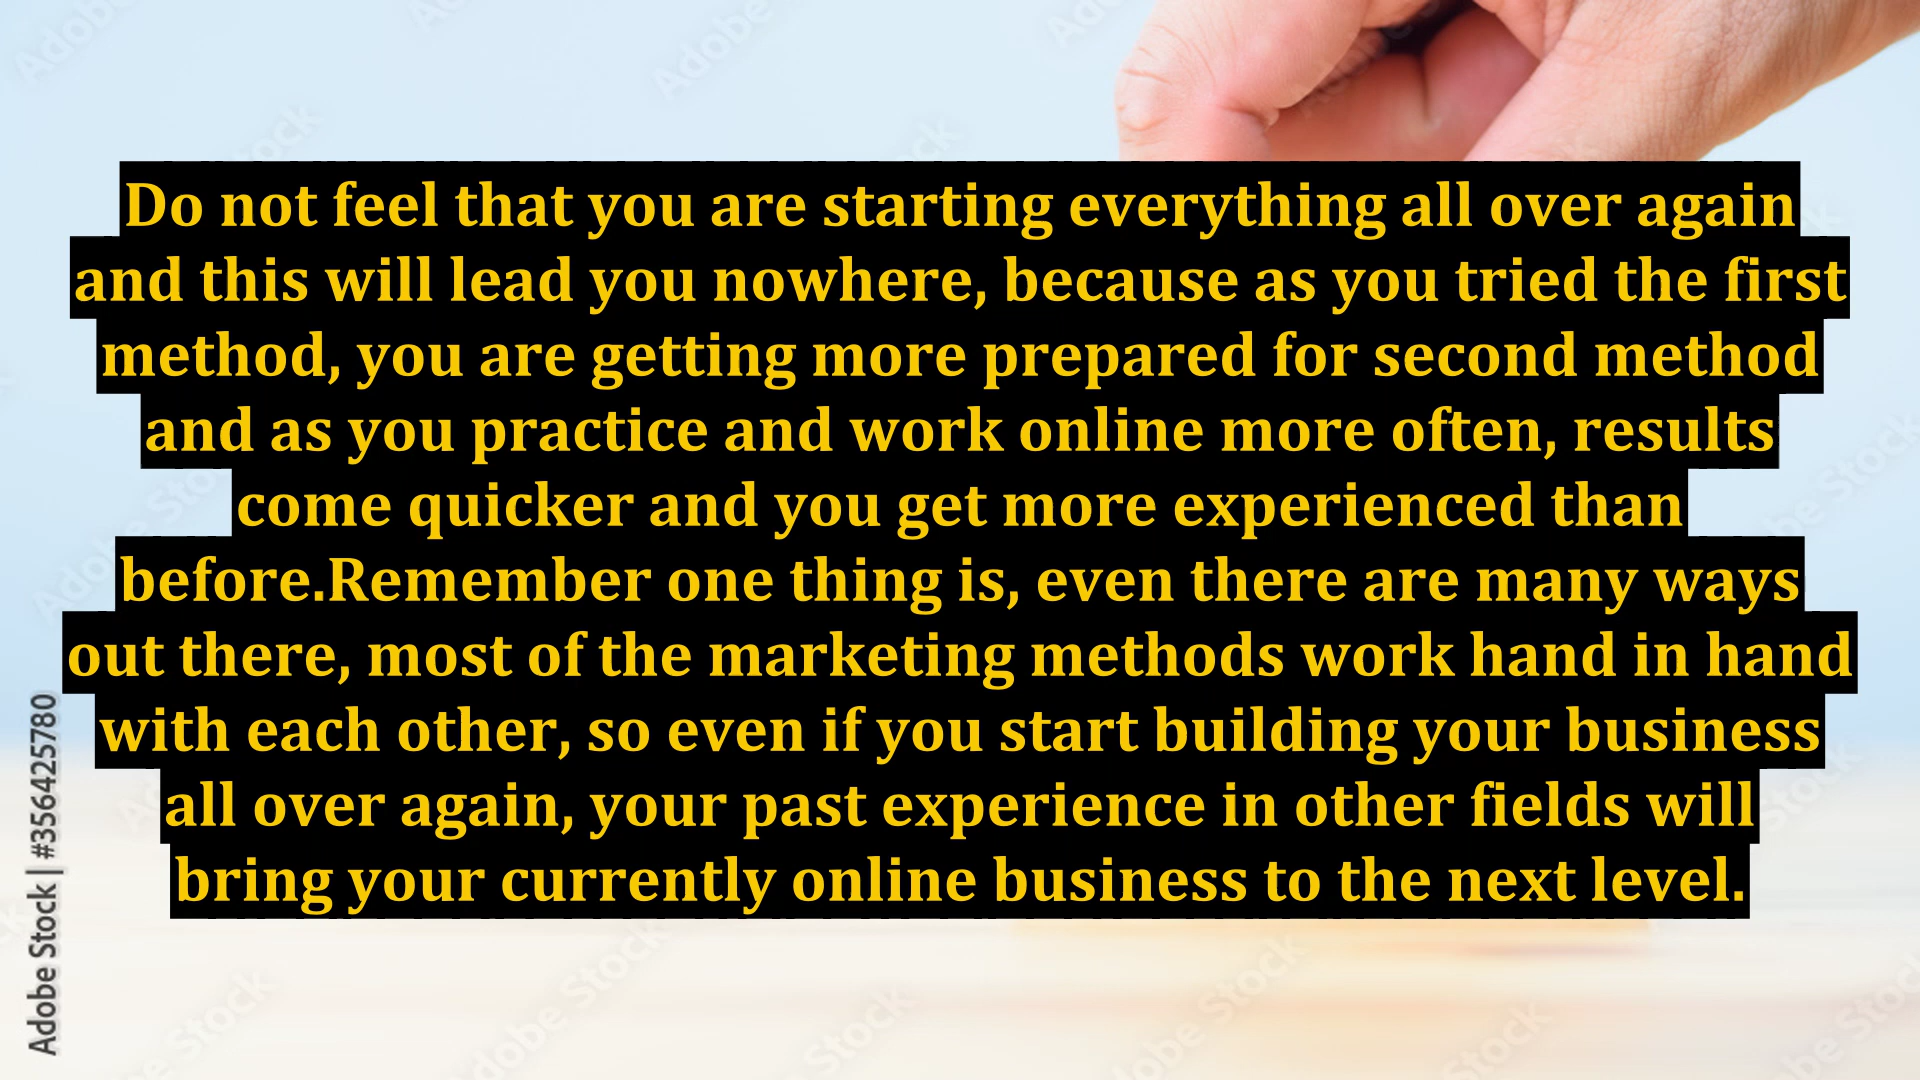 Do not feel that you are starting everything all over again
and this will lead you nowhere, because as you tried the first
method, you are getting more prepared for second method
and as you practice and work online more often, results
come quicker and you get more experienced than
before.Remember one thing is, even there are many ways
out there, most of the marketing methods work hand in hand
with each other, so even if you start building your business
all over again, your past experience in other fields will
bring your currently online business to the next level.
Adobe Stock | #356425780